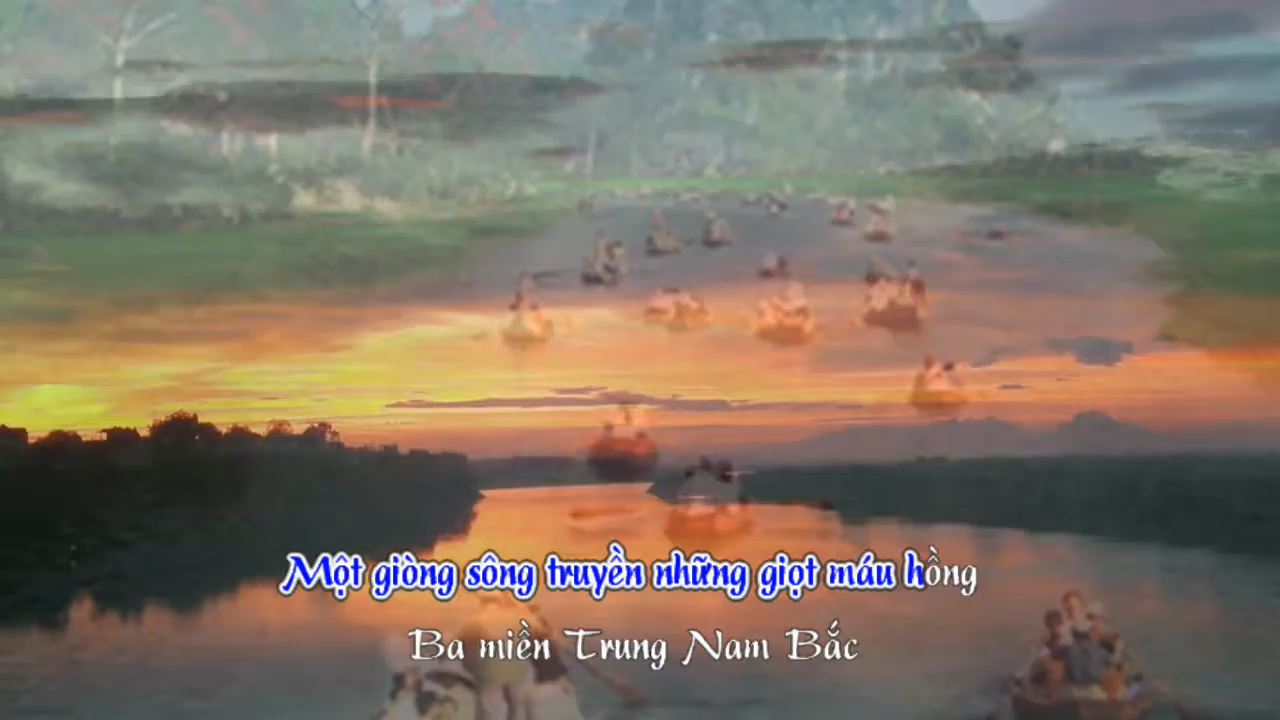 Một giòng sông truyền những giọt máu hồng
Ba miền Trung Nam Bắc